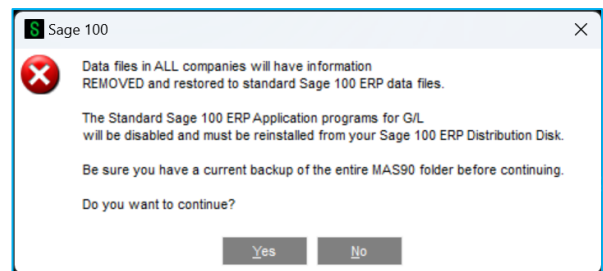 Sage 100
Data files in ALL companies will have information
REMOVED and restored to standard Sage 100 ERP data files.
The Standard Sage 100 ERP Application programs for G/L
will be disabled and must be reinstalled from your Sage 100 ERP Distribution Disk.
Be sure you have a current backup of the entire MAS90 folder before continuing.
Do you want to continue?
Yes No